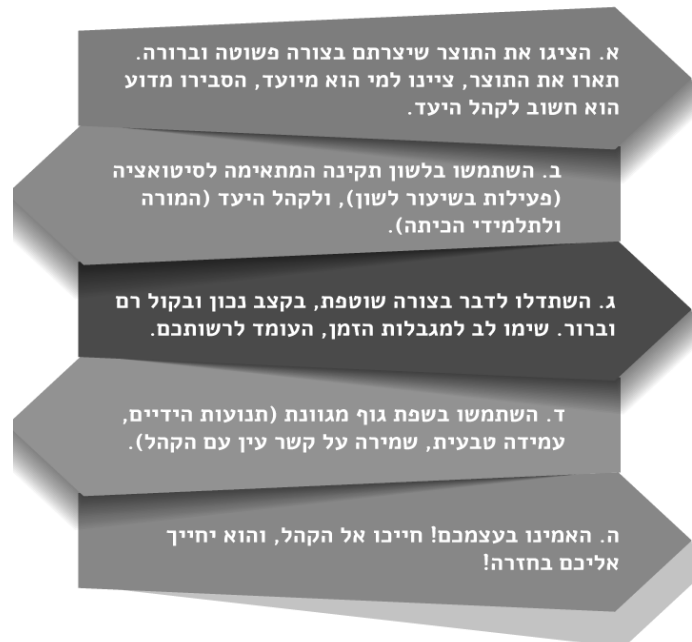 א. הציגו את התוצר שיצרתם בצורה פשוטה וברורה.
תארו את התוצר, ציינו למי הוא מיועד, הסבירו מדוע
הוא חשוב לקהל היעד.
ב. השתמשו בלשון תקינה המתאימה לסיטואציה
(פעילות בשיעור לשון), ולקהל היעד (המורה
ולתלמידי הכיתה).
ג. השתדלו לדבר בצורה שוטפת, בקצב נכון ובקול רם
וברור. שימו לב למגבלות הזמן, העומד לרשותכם.
ד. השתמשו בשפת גוף מגוונת (תנועות הידיים,
עמידה טבעית, שמירה על קשר עין עם הקהל).
ה. האמינו בעצמכם! חייכו אל הקהל, והוא יחייך
אליכם בחזרה!